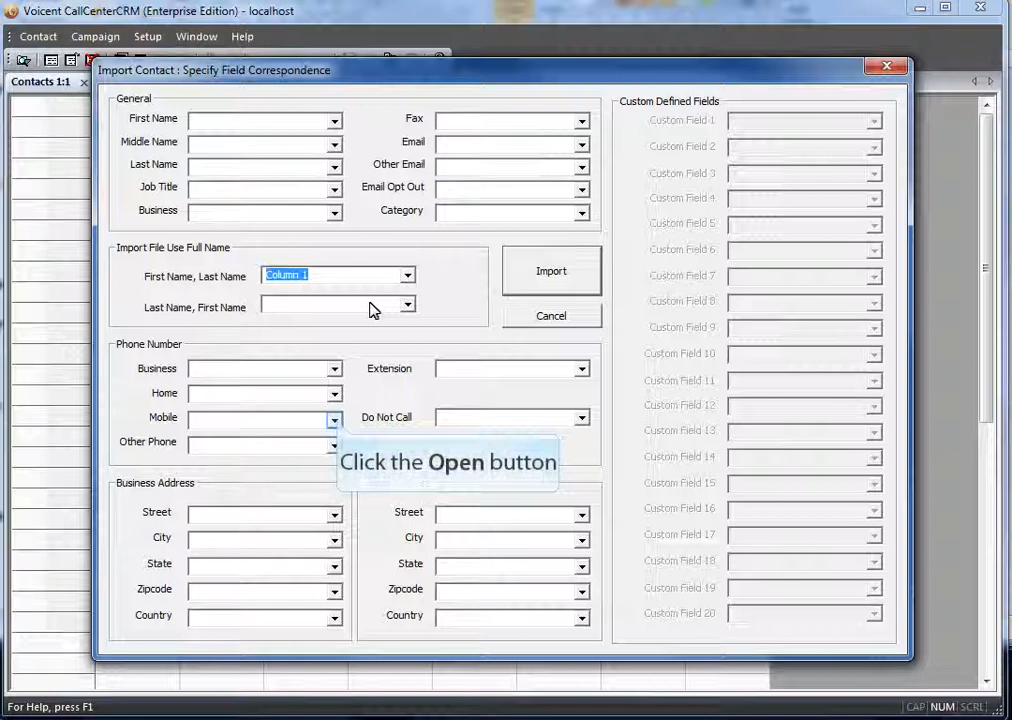 Voicent CallCenterCRM (Enterprise Edition) - localhost
Contact Campaign Setup Window Help
Contacts 1:1
Import Contact : Specify Field Correspondence
General
First Name
Middle Name
Last Name
Job Title
Business
Fax
Email
Other Email
Email Opt Out
Category
Import File Use Full Name
First Name, Last Name Column 1
Last Name, First Name
Import
Cancel
Phone Number
Business
Home
Mobile
Other Phone
Extension
Do Not Call
Click the Open button
Business Address
Street
City
State
Zipcode
Country
Street
City
State
Zipcode
Country
Custom Defined Fields
Custom Field 1
Custom Field 2
Custom Field 3
Custom Field 4
Custom Field 5
Custom Field 6
Custom Field 7
Custom Field 8
Custom Field 9
Custom Field 10
Custom Field 11
Custom Field 12
Custom Field 13
Custom Field 14
Custom Field 15
Custom Field 16
Custom Field 17
Custom Field 18
Custom Field 19
Custom Field 20
For Help, press F1
CAP NUM SCRL